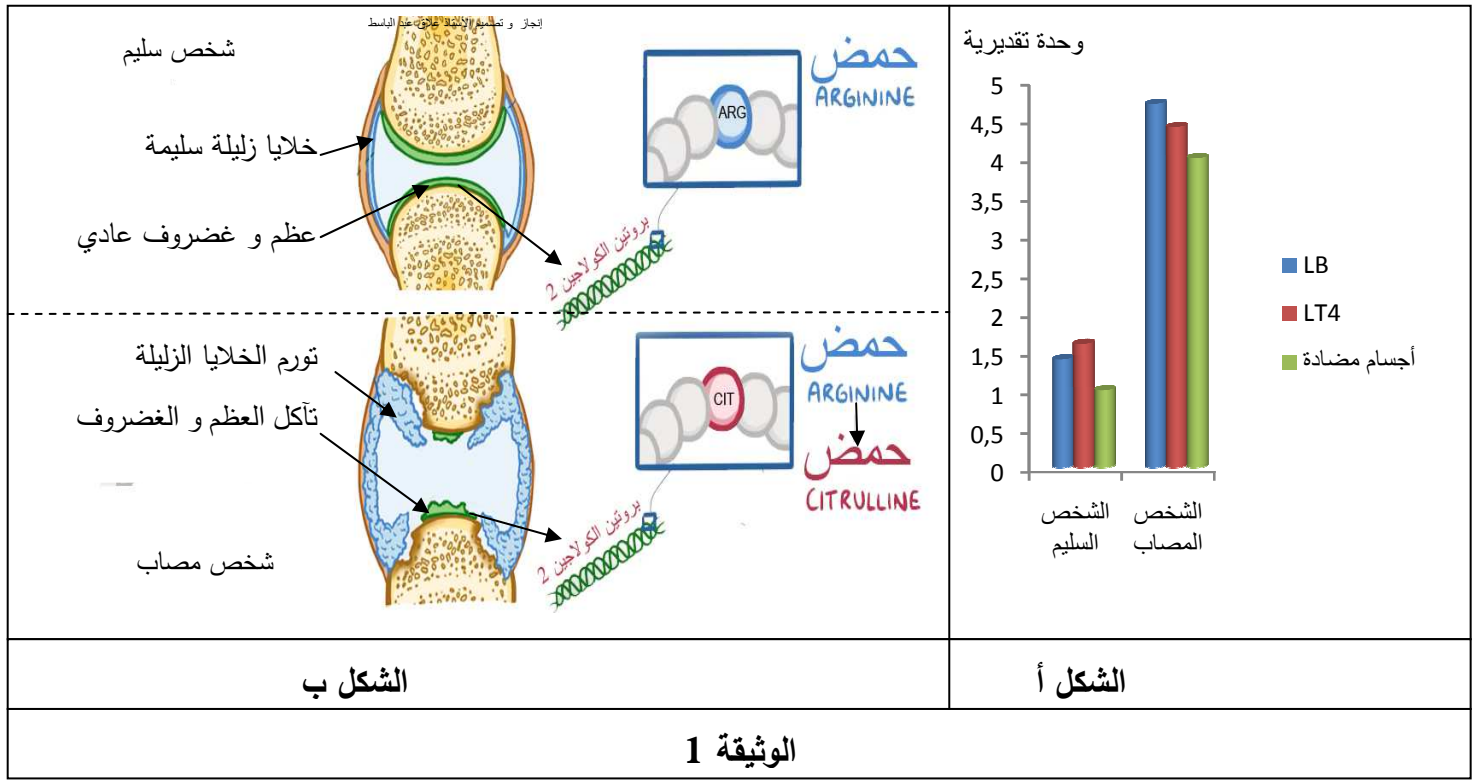 إنجاز و تصميم الإستاذ علاق عبد الباسط
شخص سليم
خلايا زليلة سليمة
عظم و غضروف عادي
حمض
ARGININE
ARG
بروتين الكولاجين 2
تورم الخلايا الزليلة
تآكل العظم و الغضروف
شخص مصاب
حمض
ARGININE
حمض
CITRULLINE
CIT
بروتين الكولاجين 2
وحدة تقديرية
5
4,5
4
3,5
3
2,5
2
1,5
1
0,5
0
الشخص السليم
الشخص المصاب
LB
LT4
أجسام مضادة
الشكل أ
الشكل ب
الوثيقة 1